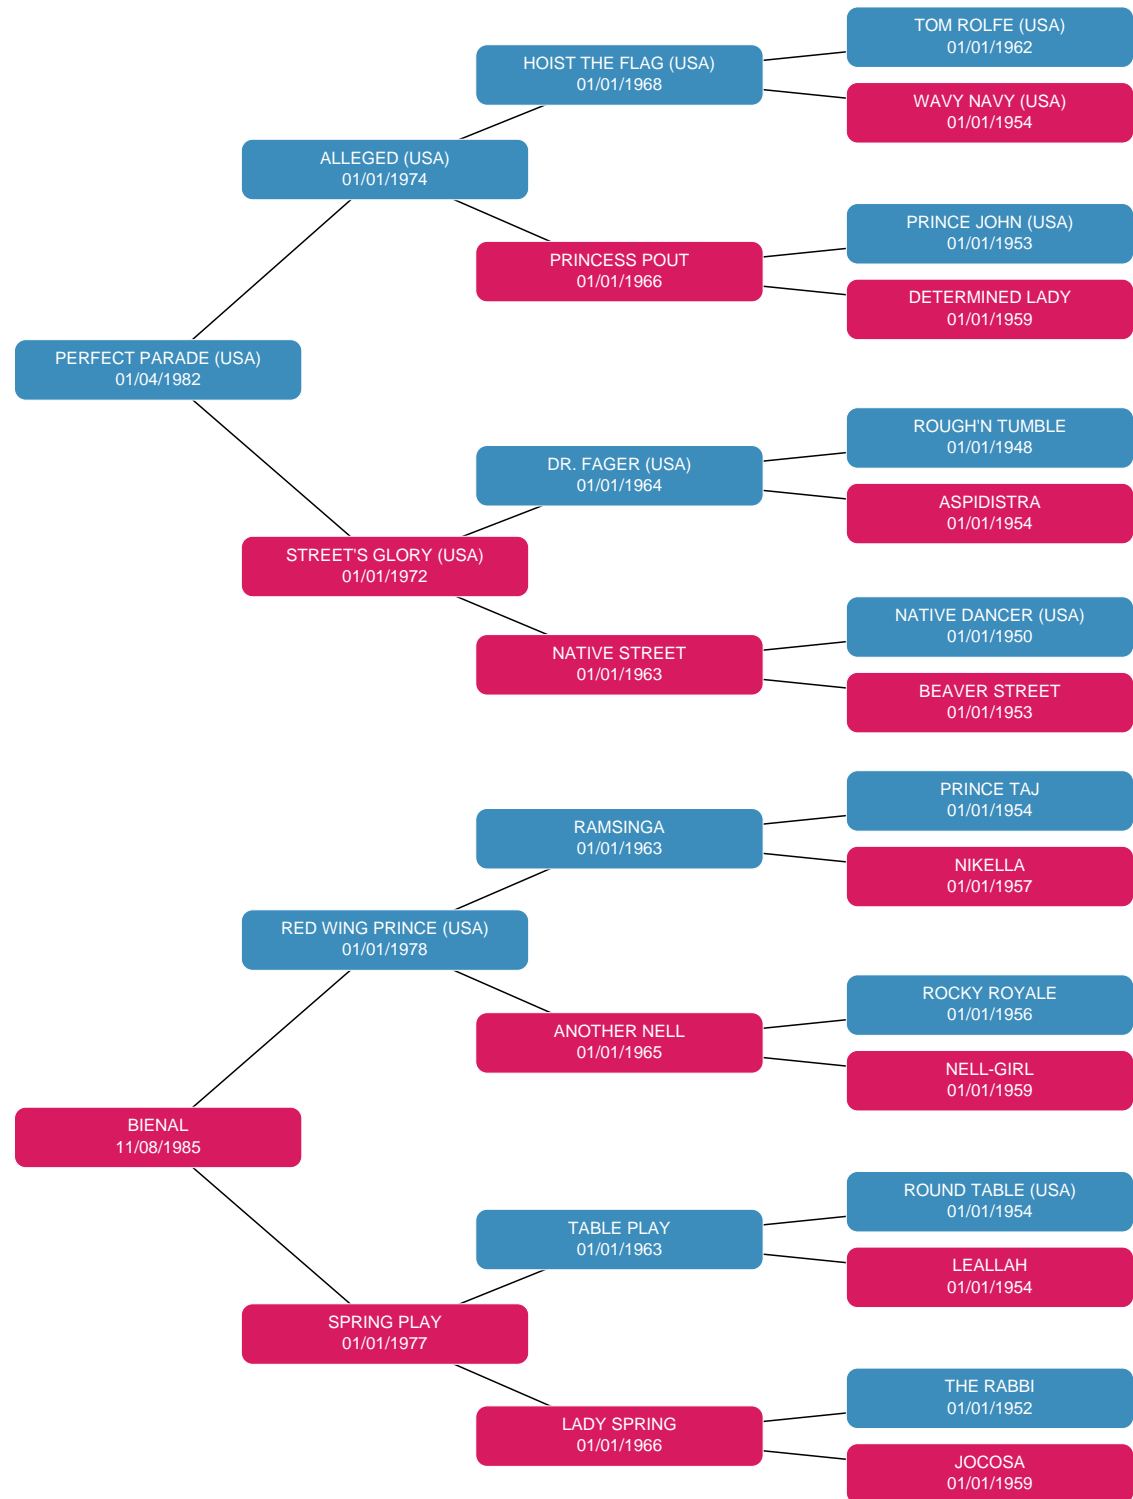 TOM ROLFE (USA)
01/01/1962
HOIST THE FLAG (USA)
01/01/1968
WAVY NAVY (USA)
01/01/1954
ALLEGED (USA)
01/01/1974
PRINCE JOHN (USA)
01/01/1953
PRINCESS POUT
01/01/1966
DETERMINED LADY
01/01/1959
PERFECT PARADE (USA)
01/04/1982
ROUGH'N TUMBLE
01/01/1948
DR. FAGER (USA)
01/01/1964
ASPIDISTRA
01/01/1954
STREET'S GLORY (USA)
01/01/1972
NATIVE DANCER (USA)
01/01/1950
NATIVE STREET
01/01/1963
BEAVER STREET
01/01/1953
PRINCE TAJ
01/01/1954
RAMSINGA
01/01/1963
NIKELLA
01/01/1957
RED WING PRINCE (USA)
01/01/1978
ROCKY ROYALE
01/01/1956
ANOTHER NELL
01/01/1965
NELL-GIRL
01/01/1959
BIENAL
11/08/1985
ROUND TABLE (USA)
01/01/1954
TABLE PLAY
01/01/1963
LEALLAH
01/01/1954
SPRING PLAY
01/01/1977
THE RABBI
01/01/1952
LADY SPRING
01/01/1966
JOCOSA
01/01/1959